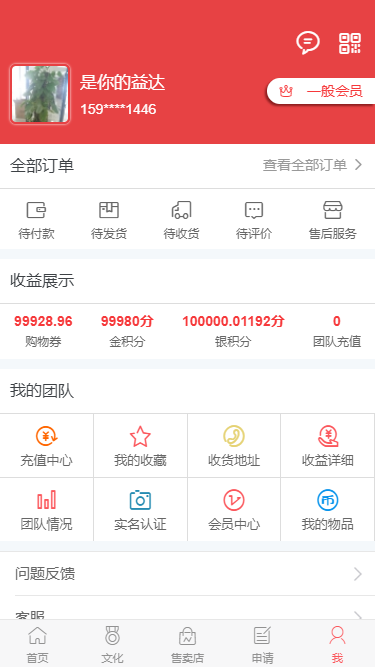 是你的益达
159****1446
一般会员
全部订单 查看全部订单
待付款 待发货 待收货 待评价 售后服务
收益展示
99928.96 99980分 100000.01192分 0
购物券 金积分 银积分 团队充值
我的团队
充值中心 我的收藏 收货地址 收益详细
团队情况 实名认证 会员中心 我的物品
问题反馈
客服
首页 文化 售卖店 申请 我